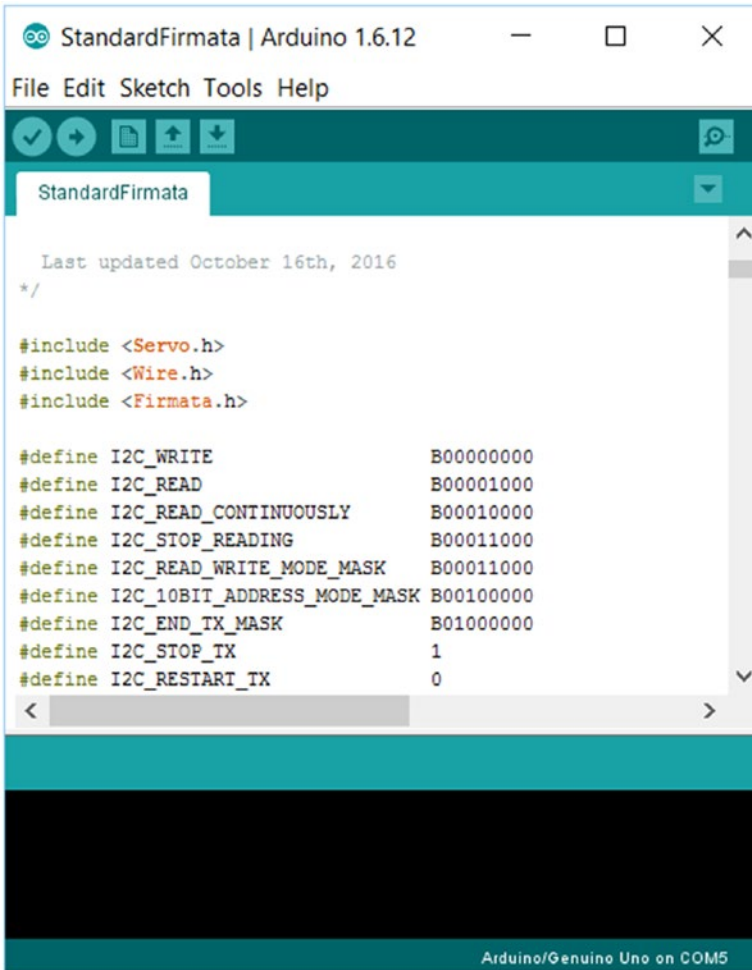 StandardFirmata | Arduino 1.6.12
File Edit Sketch Tools Help
StandardFirmata
Last updated October 16th, 2016
*/
#include <Servo.h>
#include <Wire.h>
#include <Firmata.h>
#define I2C_WRITE B00000000
#define I2C_READ B00001000
#define I2C_READ_CONTINUOUSLY B00010000
#define I2C_STOP_READING B00011000
#define I2C_READ_WRITE_MODE_MASK B00011000
#define I2C_10BIT_ADDRESS_MODE_MASK B00100000
#define I2C_END_TX_MASK B01000000
#define I2C_STOP_TX 1
#define I2C_RESTART_TX 0
Arduino/Genuino Uno on COM5